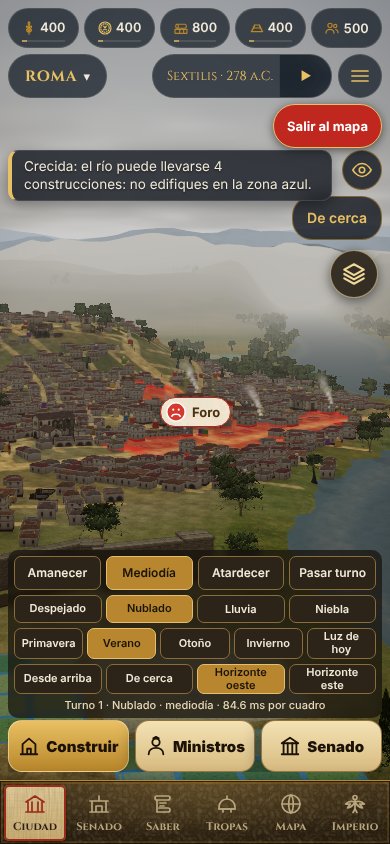 400
400
800
400
500
ROMA ▾
Sextilis · 278 a.C.
Salir al mapa
Crecida: el río puede llevarse 4
construcciones: no edifiques en la zona azul.
De cerca
Foro
Amanecer
Mediodía
Atardecer
Pasar turno
Despejado
Nublado
Lluvia
Niebla
Primavera
Verano
Otoño
Invierno
Luz de
hoy
Desde arriba
De cerca
Horizonte
oeste
Horizonte
este
Turno 1 · Nublado · mediodía · 84.6 ms por cuadro
Construir
Ministros
Senado
Ciudad
Senado
Saber
Tropas
Mapa
Imperio